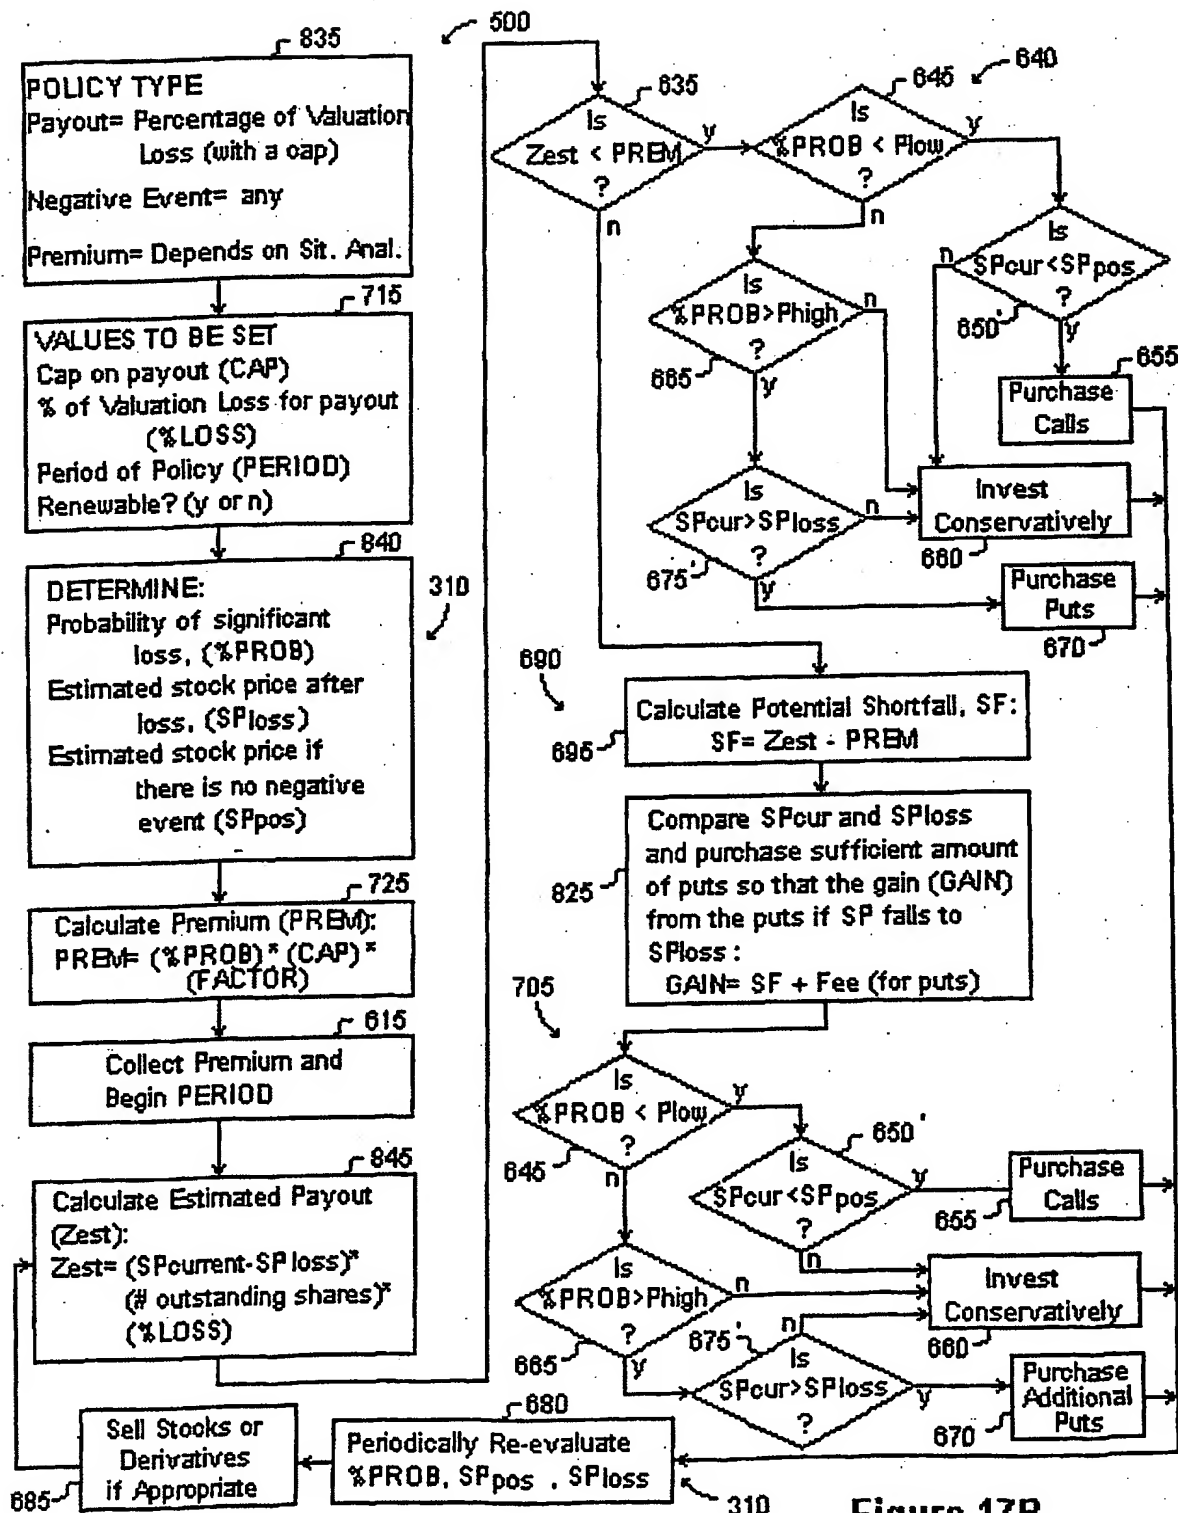 500
835
POLICY TYPE
Payout= Percentage of Valuation
Loss (with a cap)
Negative Event= any
Premium= Depends on Sit. Anal.
715
VALUES TO BE SET
Cap on payout (CAP)
% of Valuation Loss for payout
(%LOSS)
Period of Policy (PERIOD)
Renewable? (y or n)
840
310
DETERMINE:
Probability of significant
loss, (%PROB)
Estimated stock price after
loss, (SPloss)
Estimated stock price if
there is no negative
event (SPpos)
725
Calculate Premium (PREM):
PREM= (%PROB)* (CAP)*
(FACTOR)
615
Collect Premium and
Begin PERIOD
845
Calculate Estimated Payout
(Zest):
Zest= (SPcurrent-SPloss)*
(# outstanding shares)*
(%LOSS)
635
Is
Zest < PREM
?
y
n
645
640
Is
%PROB < Plow
?
y
n
Is
SPcur<SPpos
?
n
y
650'
655
Purchase
Calls
Is
%PROB>Phigh
?
n
y
665
Is
SPcur>SPloss
?
n
y
675'
Invest
Conservatively
660
Purchase
Puts
670
690
Calculate Potential Shortfall, SF:
SF= Zest - PREM
695
Compare SPcur and SPloss
and purchase sufficient amount
of puts so that the gain (GAIN)
from the puts if SP falls to
SPloss :
GAIN= SF + Fee (for puts)
825
705
Is
%PROB < Plow
?
y
n
645
650'
Is
SPcur<SPpos
?
y
n
Purchase
Calls
655
Is
%PROB>Phigh
?
n
y
665
Invest
Conservatively
660
675'
Is
SPcur>SPloss
?
n
y
Purchase
Additional
Puts
670
680
Periodically Re-evaluate
%PROB, SPpos , SPloss
310
Sell Stocks or
Derivatives
if Appropriate
685
Figure 17B